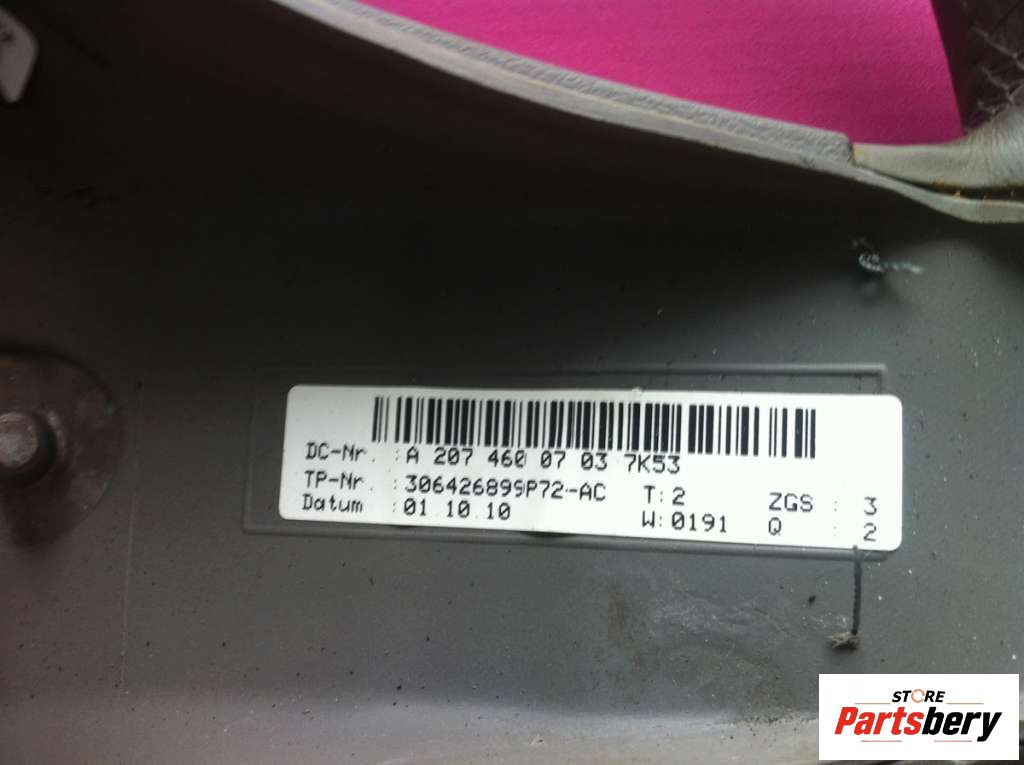 DC-Nr. : A 207 460 07 03 7K53
TP-Nr. : 306426899P72-AC T: 2 ZGS : 3
Datum : 01.10.10 W: 0191 Q : 2
STORE
Partsbery